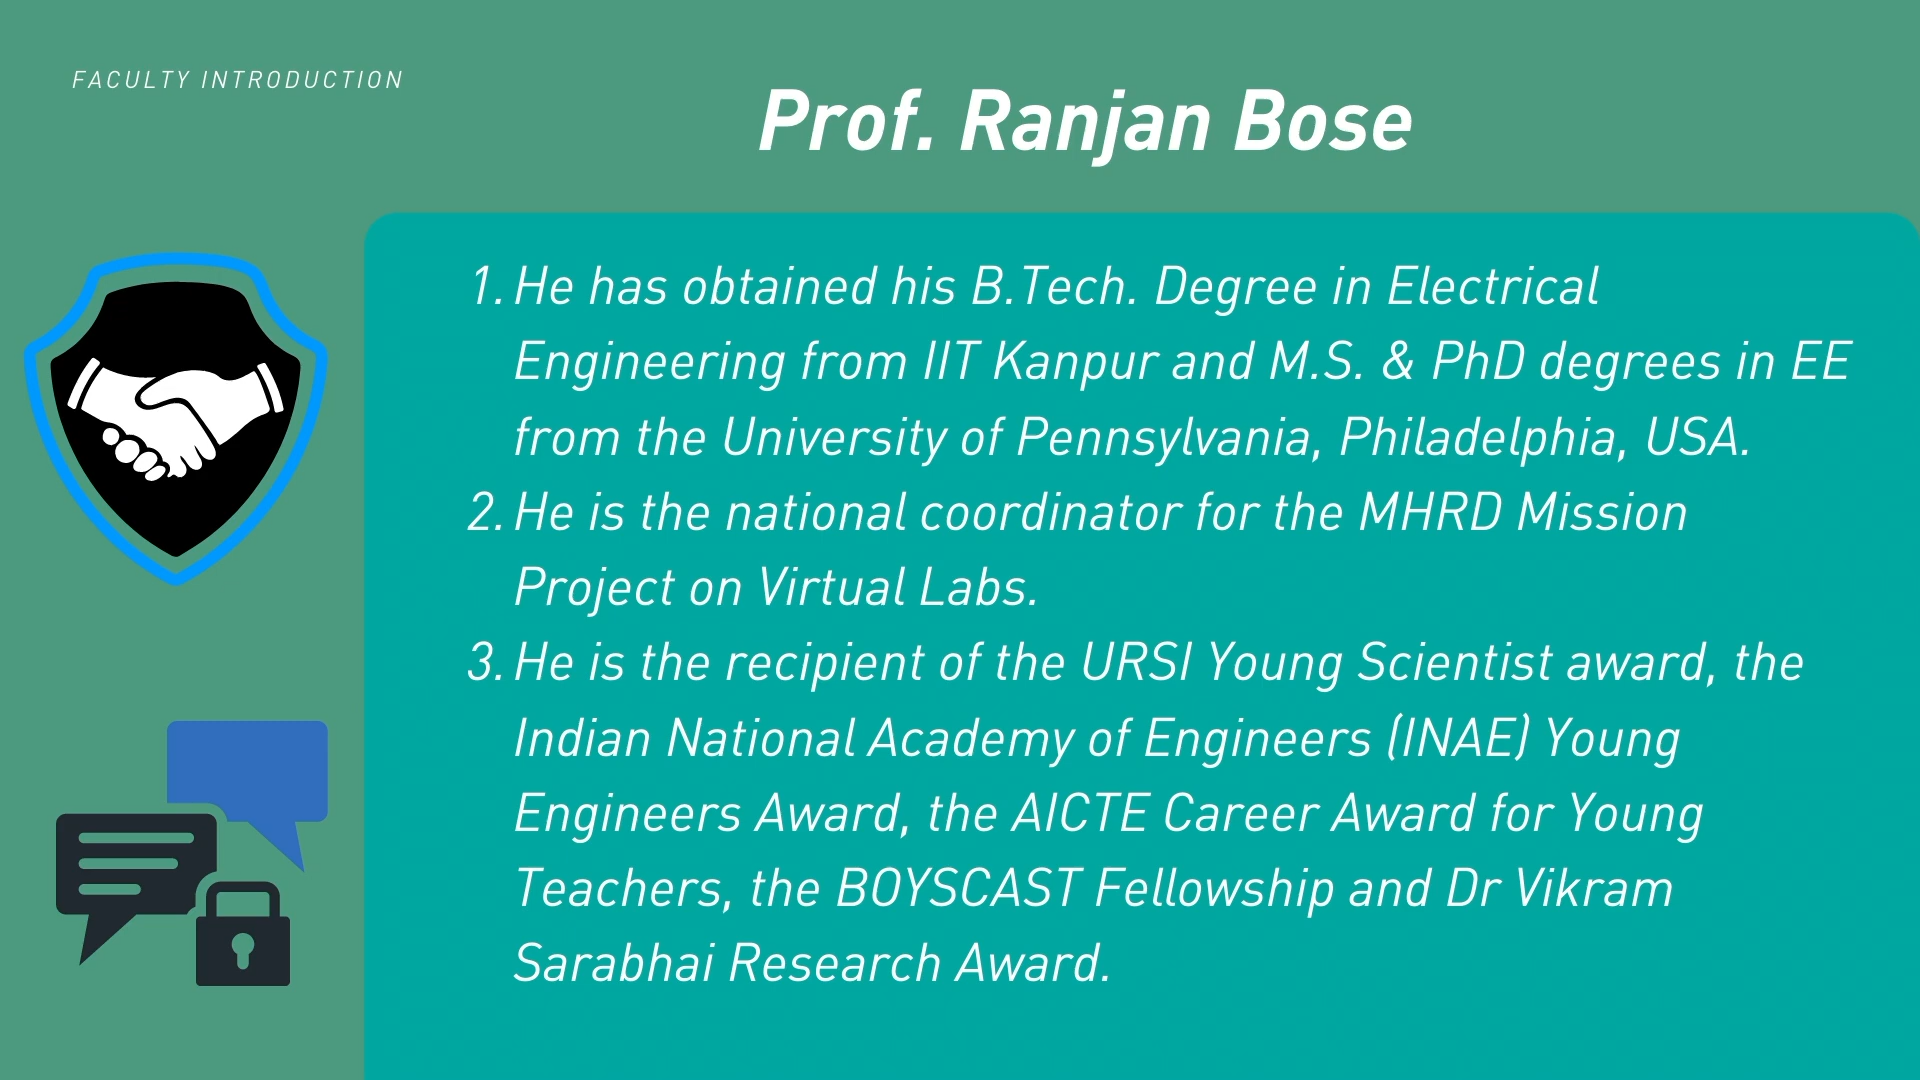 FACULTY INTRODUCTION
Prof. Ranjan Bose
1. He has obtained his B.Tech. Degree in Electrical
Engineering from IIT Kanpur and M.S. & PhD degrees in EE
from the University of Pennsylvania, Philadelphia, USA.
2. He is the national coordinator for the MHRD Mission
Project on Virtual Labs.
3. He is the recipient of the URSI Young Scientist award, the
Indian National Academy of Engineers (INAE) Young
Engineers Award, the AICTE Career Award for Young
Teachers, the BOYSCAST Fellowship and Dr Vikram
Sarabhai Research Award.